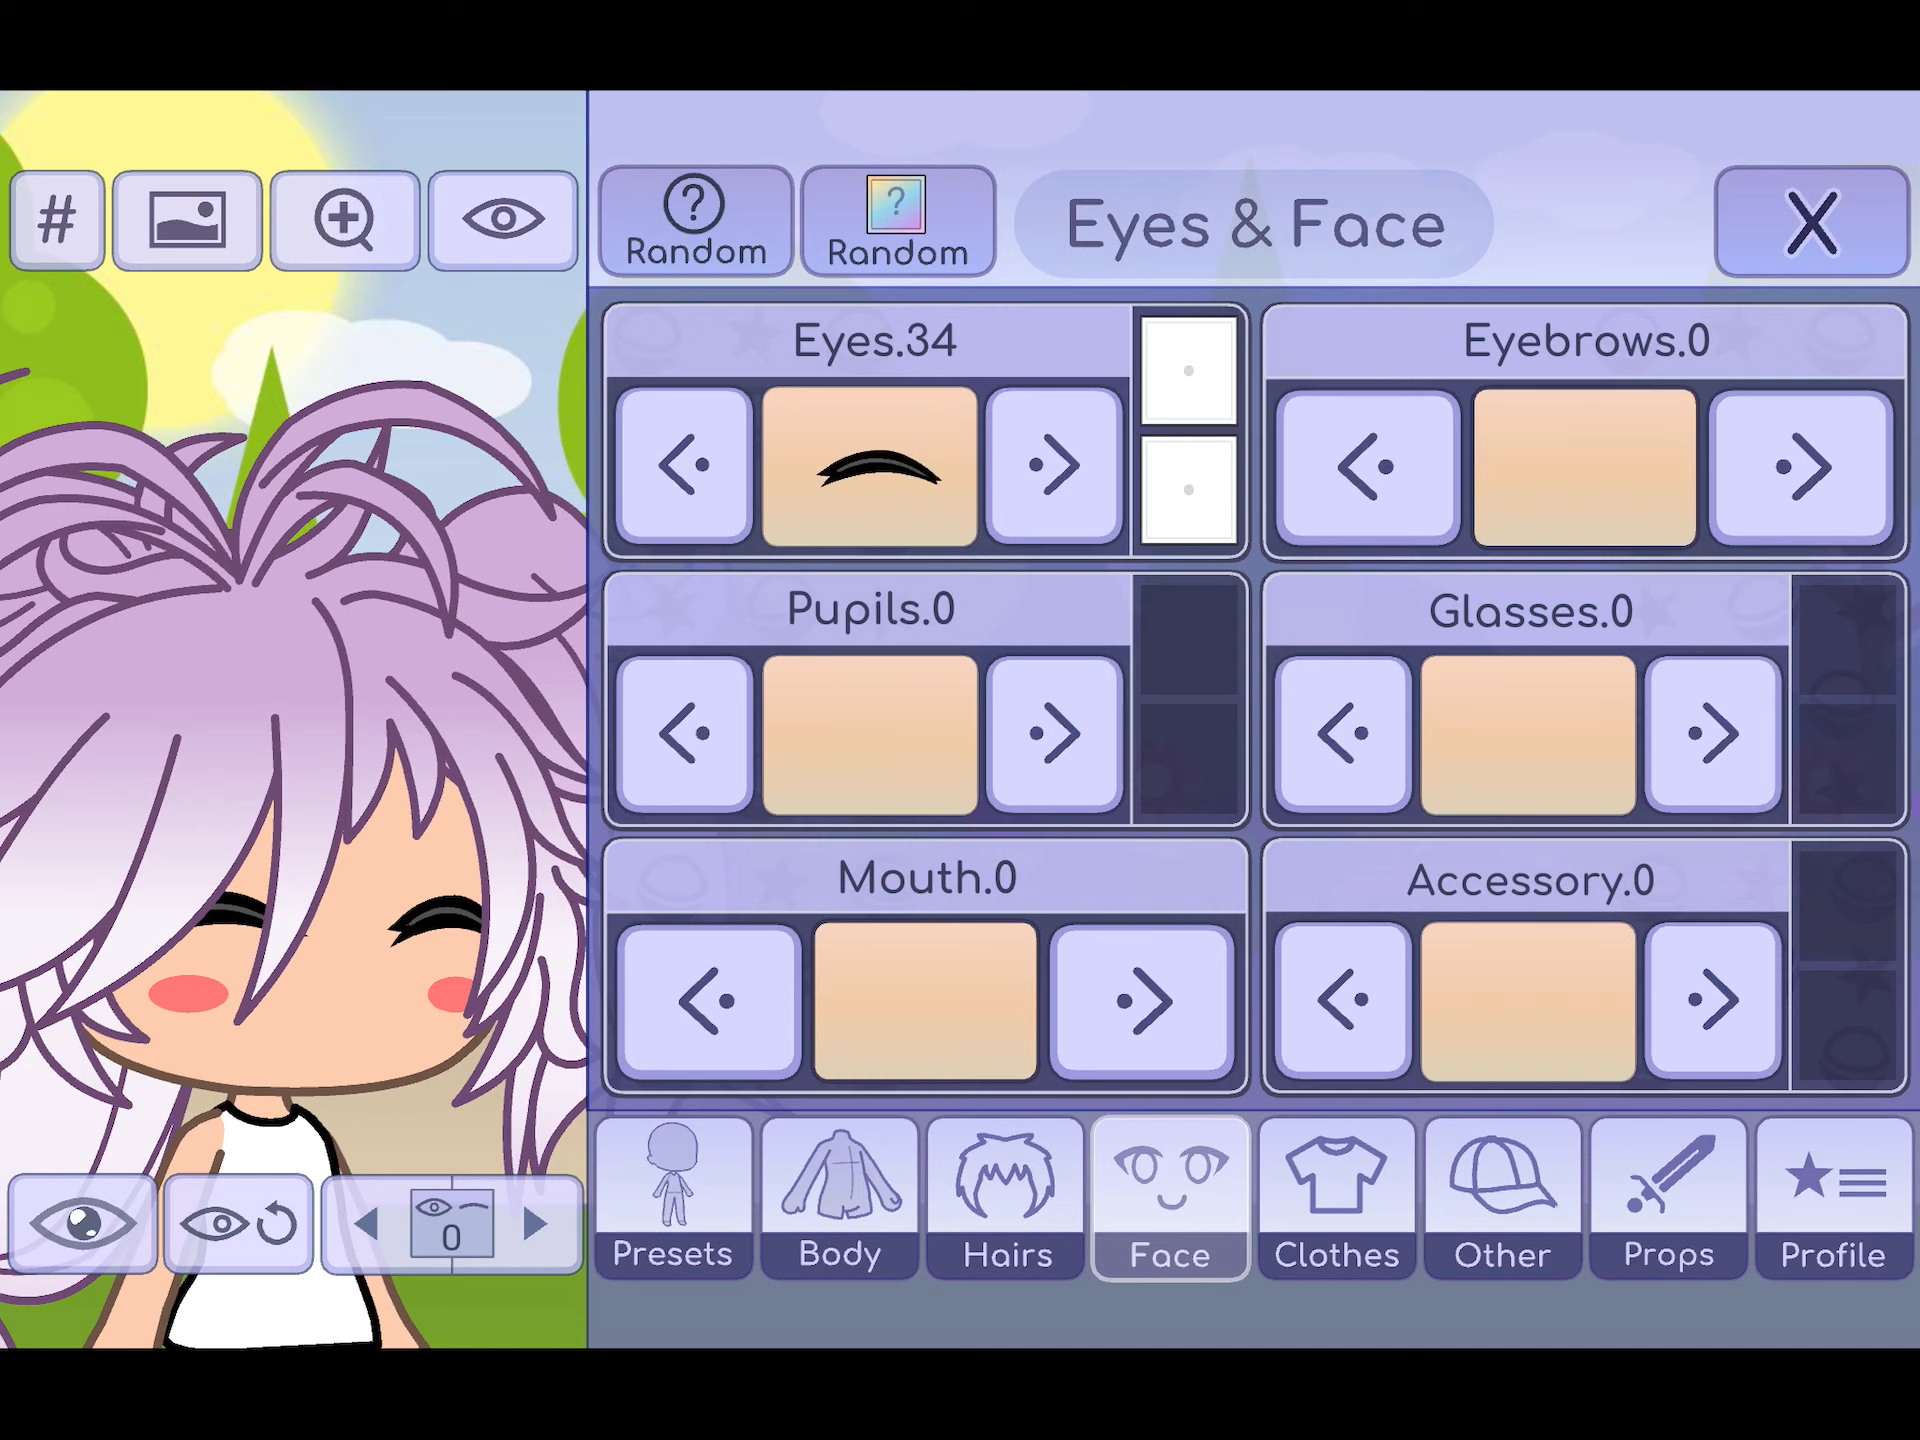 #
?
Random
?
Random
Eyes & Face
X
Eyes.34
Eyebrows.0
Pupils.0
Glasses.0
Mouth.0
Accessory.0
0
Presets
Body
Hairs
Face
Clothes
Other
Props
Profile